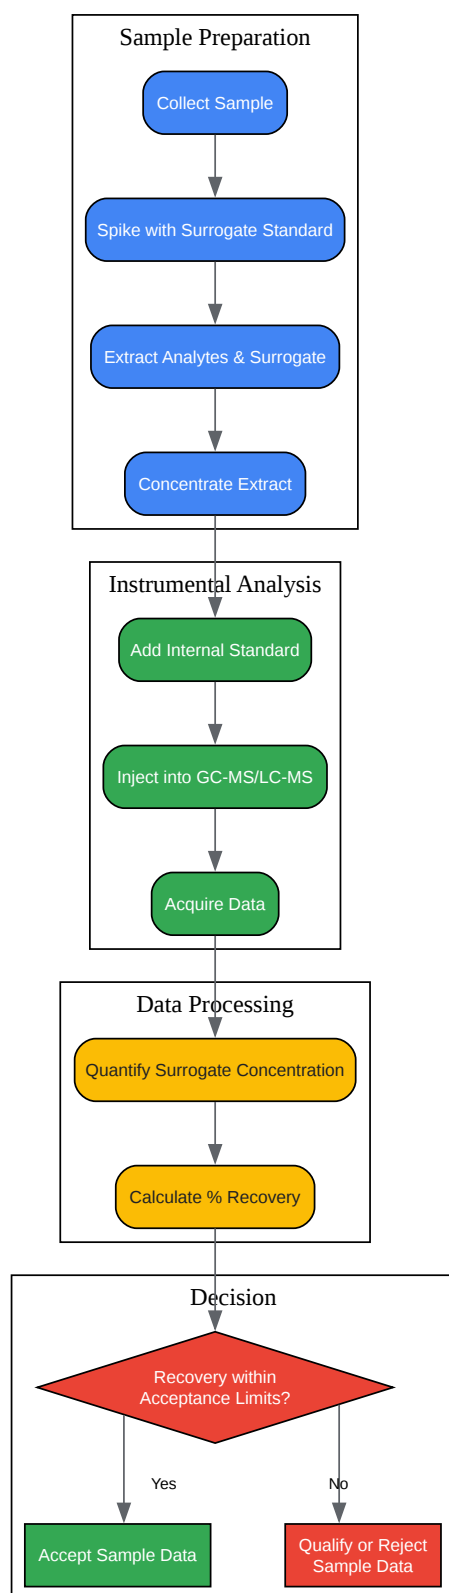 Sample Preparation
Collect Sample
Spike with Surrogate Standard
Extract Analytes & Surrogate
Concentrate Extract
Instrumental Analysis
Add Internal Standard
Inject into GC-MS/LC-MS
Acquire Data
Data Processing
Quantify Surrogate Concentration
Calculate % Recovery
Decision
Recovery within
Acceptance Limits?
Yes
No
Accept Sample Data
Qualify or Reject
Sample Data